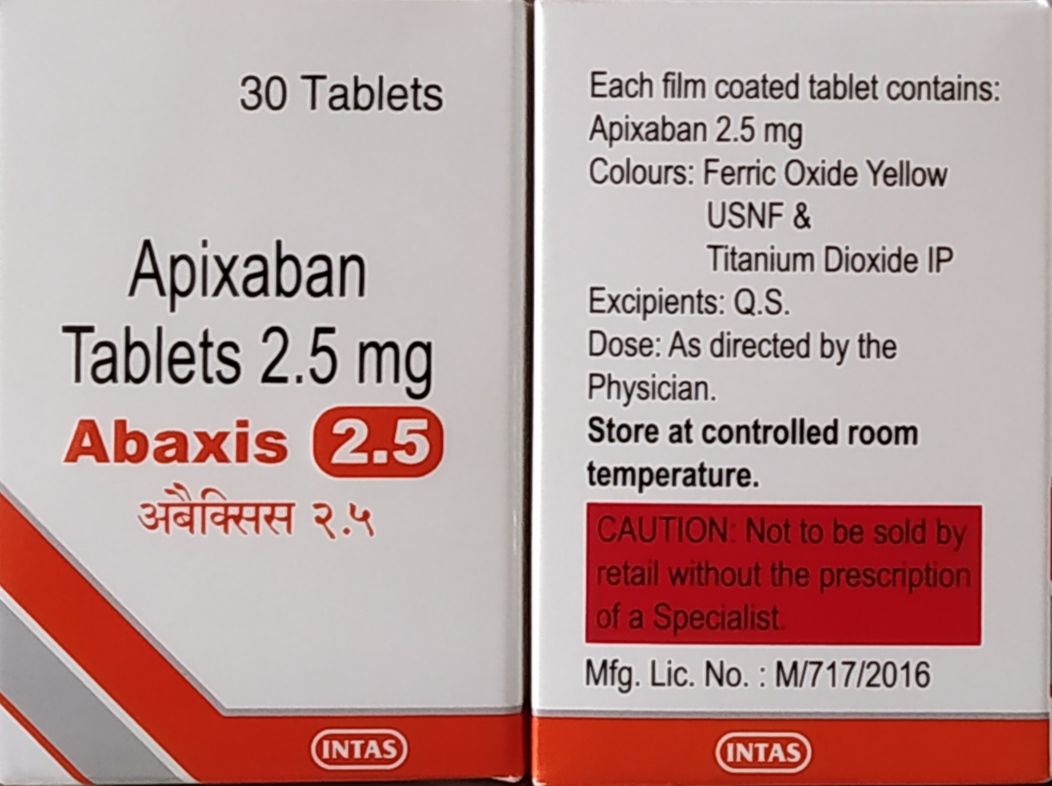 30 Tablets
Apixaban
Tablets 2.5 mg
Abaxis 2.5
अबैक्सिस २.५
INTAS
Each film coated tablet contains:
Apixaban 2.5 mg
Colours: Ferric Oxide Yellow
USNF &
Titanium Dioxide IP
Excipients: Q.S.
Dose: As directed by the
Physician.
Store at controlled room
temperature.
CAUTION: Not to be sold by
retail without the prescription
of a Specialist.
Mfg. Lic. No. : M/717/2016
INTAS